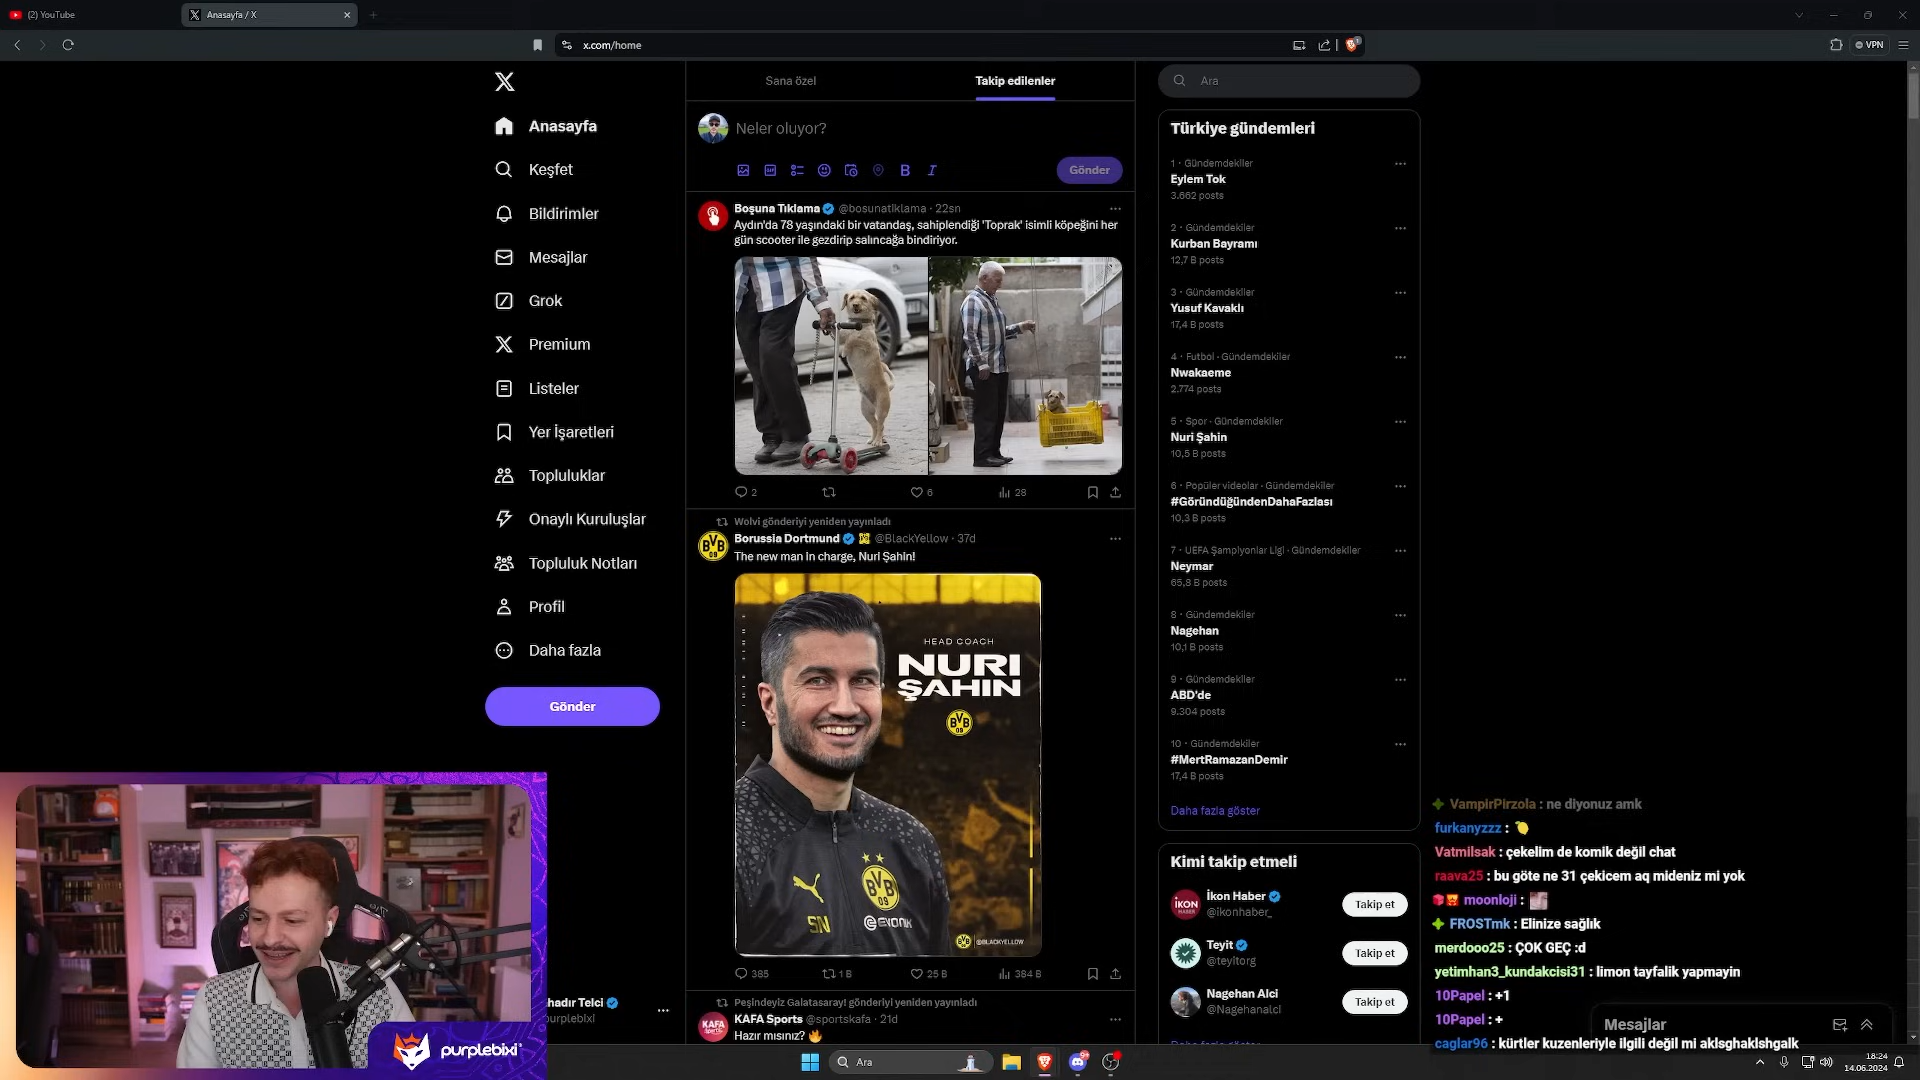 (2) YouTube
Anasayfa / X
x.com/home
VPN
Anasayfa
Keşfet
Bildirimler
Mesajlar
Grok
Premium
Listeler
Yer İşaretleri
Topluluklar
Onaylı Kuruluşlar
Topluluk Notları
Profil
Daha fazla
Gönder
Sana özel
Takip edilenler
Neler oluyor?
Gönder
Boşuna Tıklama @bosunatiklama · 22sn
Aydın'da 78 yaşındaki bir vatandaş, sahiplendiği 'Toprak' isimli köpeğini her
gün scooter ile gezdirip salıncağa bindiriyor.
2
6
28
Wolvi gönderiyi yeniden yayınladı
Borussia Dortmund @BlackYellow · 37d
The new man in charge, Nuri Şahin!
HEAD COACH
NURI
ŞAHIN
BVB
09
SN
EVONIK
@BLACKYELLOW
385
1 B
25 B
384 B
Peşindeyiz Galatasaray! gönderiyi yeniden yayınladı
KAFA Sports @sportskafa · 21d
Hazır mısınız? 🔥
Ara
Türkiye gündemleri
1 · Gündemdekiler
Eylem Tok
3.662 posts
2 · Gündemdekiler
Kurban Bayramı
12,7 B posts
3 · Gündemdekiler
Yusuf Kavaklı
17,4 B posts
4 · Futbol · Gündemdekiler
Nwakaeme
2.774 posts
5 · Spor · Gündemdekiler
Nuri Şahin
10,5 B posts
6 · Popüler videolar · Gündemdekiler
#GöründüğündenDahaFazlası
10,3 B posts
7 · UEFA Şampiyonlar Ligi · Gündemdekiler
Neymar
65,8 B posts
8 · Gündemdekiler
Nagehan
10,1 B posts
9 · Gündemdekiler
ABD'de
9.304 posts
10 · Gündemdekiler
#MertRamazanDemir
17,4 B posts
Daha fazla göster
Kimi takip etmeli
İkon Haber
@ikonhaber_
Takip et
Teyit
@teyitorg
Takip et
Nagehan Alci
@Nagehanalci
Takip et
VampirPirzola : ne diyonuz amk
furkanyzzz : 🍋
Vatmilsak : çekelim de komik değil chat
raava25 : bu göte ne 31 çekicem aq mideniz mi yok
moonloji :
FROSTmk : Elinize sağlık
merdooo25 : ÇOK GEÇ :d
yetimhan3_kundakcisi31 : limon tayfalik yapmayin
10Papel : +1
10Papel : +
caglar96 : kürtler kuzenleriyle ilgili değil mi aklsghaklshgalk
Mesajlar
hadır Telci
purplebixl
purplebixi
Ara
18:24
14.06.2024